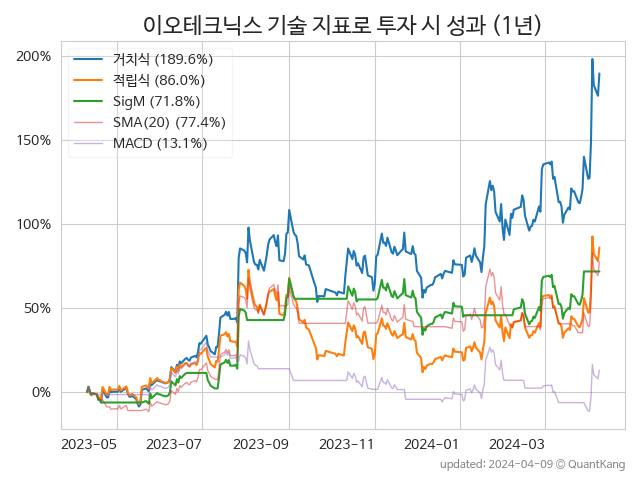 이오테크닉스 기술 지표로 투자 시 성과 (1년)
200%
150%
100%
50%
0%
거치식 (189.6%)
적립식 (86.0%)
SigM (71.8%)
SMA(20) (77.4%)
MACD (13.1%)
2023-05 2023-07 2023-09 2023-11 2024-01 2024-03
updated: 2024-04-09 © QuantKang